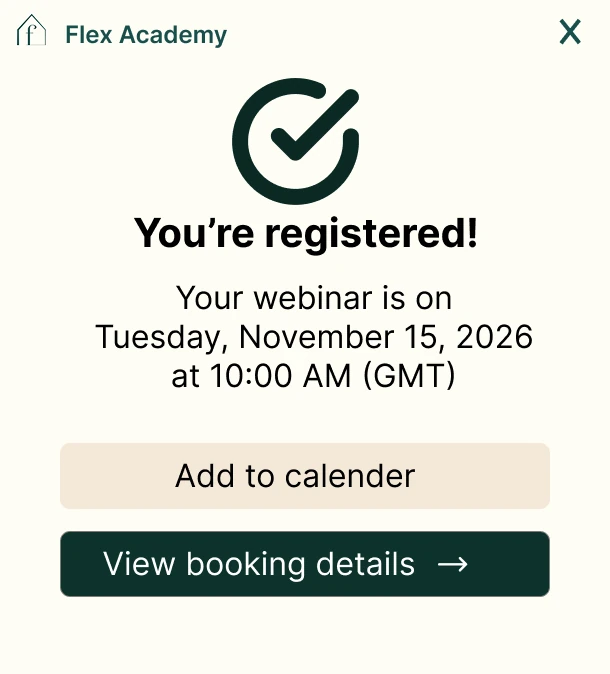 f Flex Academy X
You’re registered!
Your webinar is on
Tuesday, November 15, 2026
at 10:00 AM (GMT)
Add to calender
View booking details →